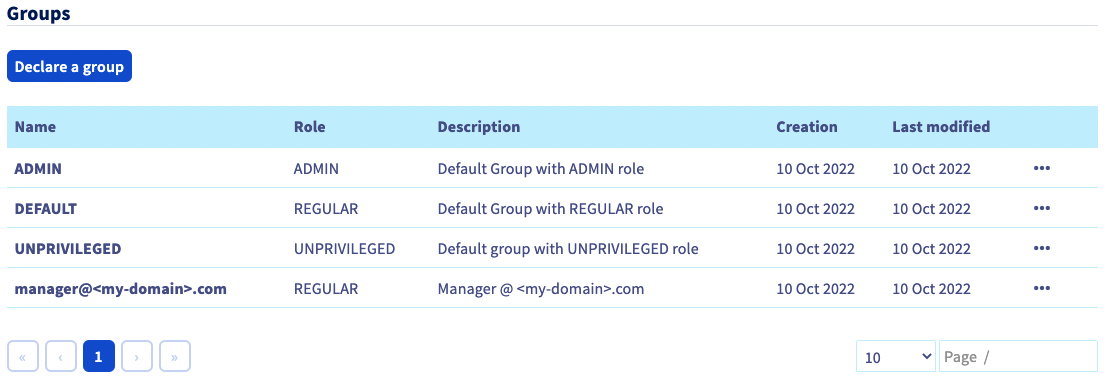 Groups
Declare a group
Name Role Description Creation Last modified
ADMIN ADMIN Default Group with ADMIN role 10 Oct 2022 10 Oct 2022 •••
DEFAULT REGULAR Default Group with REGULAR role 10 Oct 2022 10 Oct 2022 •••
UNPRIVILEGED UNPRIVILEGED Default group with UNPRIVILEGED role 10 Oct 2022 10 Oct 2022 •••
manager@<my-domain>.com REGULAR Manager @ <my-domain>.com 10 Oct 2022 10 Oct 2022 •••
« ‹ 1 › » 10 Page /